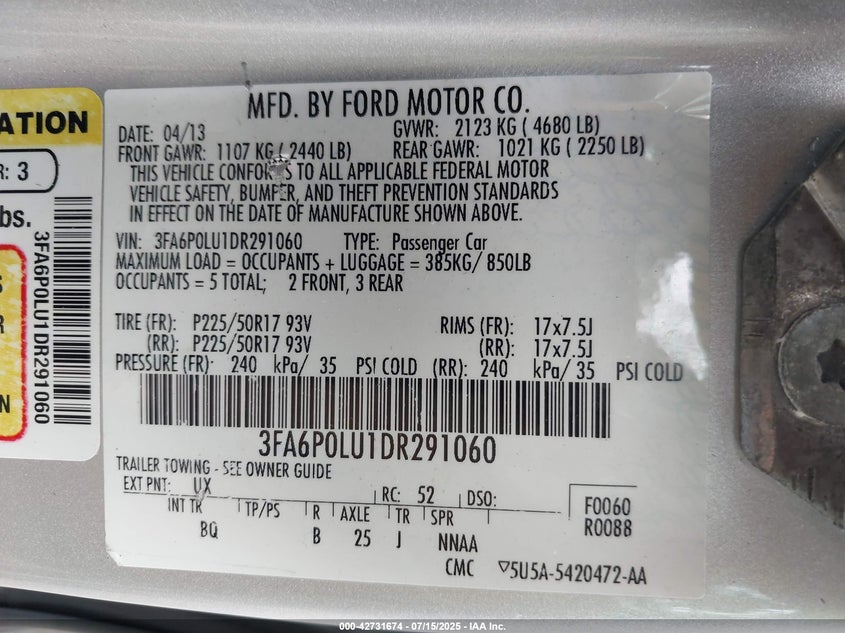 ATION
R: 3
bs.
3FA6P0LU1DR291060
S
R
N
MFD. BY FORD MOTOR CO.
DATE: 04/13 GVWR: 2123 KG ( 4680 LB)
FRONT GAWR: 1107 KG ( 2440 LB) REAR GAWR: 1021 KG ( 2250 LB)
THIS VEHICLE CONFORMS TO ALL APPLICABLE FEDERAL MOTOR
VEHICLE SAFETY, BUMPER, AND THEFT PREVENTION STANDARDS
IN EFFECT ON THE DATE OF MANUFACTURE SHOWN ABOVE.
VIN: 3FA6P0LU1DR291060 TYPE: Passenger Car
MAXIMUM LOAD = OCCUPANTS + LUGGAGE = 385KG/ 850LB
OCCUPANTS = 5 TOTAL; 2 FRONT, 3 REAR
TIRE (FR): P225/50R17 93V RIMS (FR): 17x7.5J
(RR): P225/50R17 93V (RR): 17x7.5J
PRESSURE (FR): 240 kPa/ 35 PSI COLD (RR): 240 kPa/ 35 PSI COLD
3FA6P0LU1DR291060
TRAILER TOWING - SEE OWNER GUIDE
EXT PNT: UX RC: 52 DSO:
INT TR TP/PS R AXLE TR SPR
BQ B 25 J NNAA
F0060
R0088
CMC 5U5A-5420472-AA
000-42731674 - 07/15/2025 - IAA Inc.